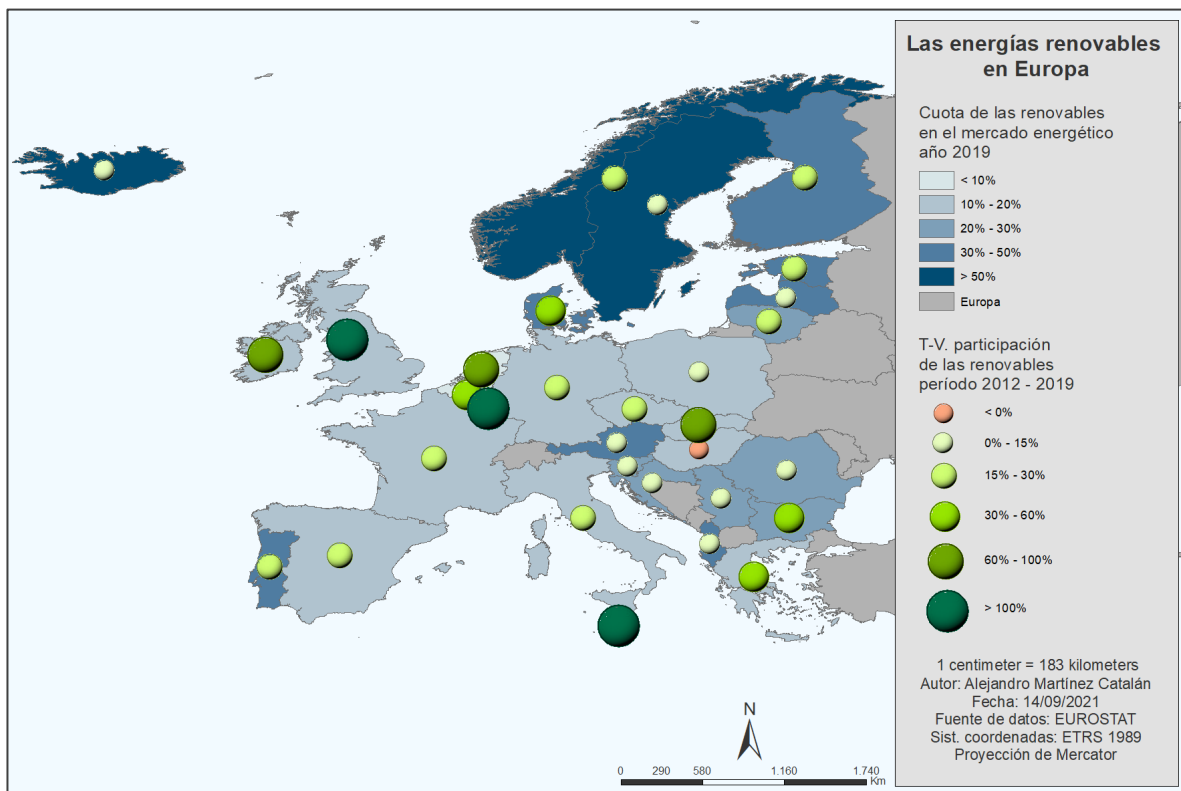 Las energías renovables
en Europa
Cuota de las renovables
en el mercado energético
año 2019
< 10%
10% - 20%
20% - 30%
30% - 50%
> 50%
Europa
T-V. participación
de las renovables
período 2012 - 2019
< 0%
0% - 15%
15% - 30%
30% - 60%
60% - 100%
> 100%
1 centimeter = 183 kilometers
Autor: Alejandro Martínez Catalán
Fecha: 14/09/2021
Fuente de datos: EUROSTAT
Sist. coordenadas: ETRS 1989
Proyección de Mercator
N
0 290 580 1.160 1.740
Km